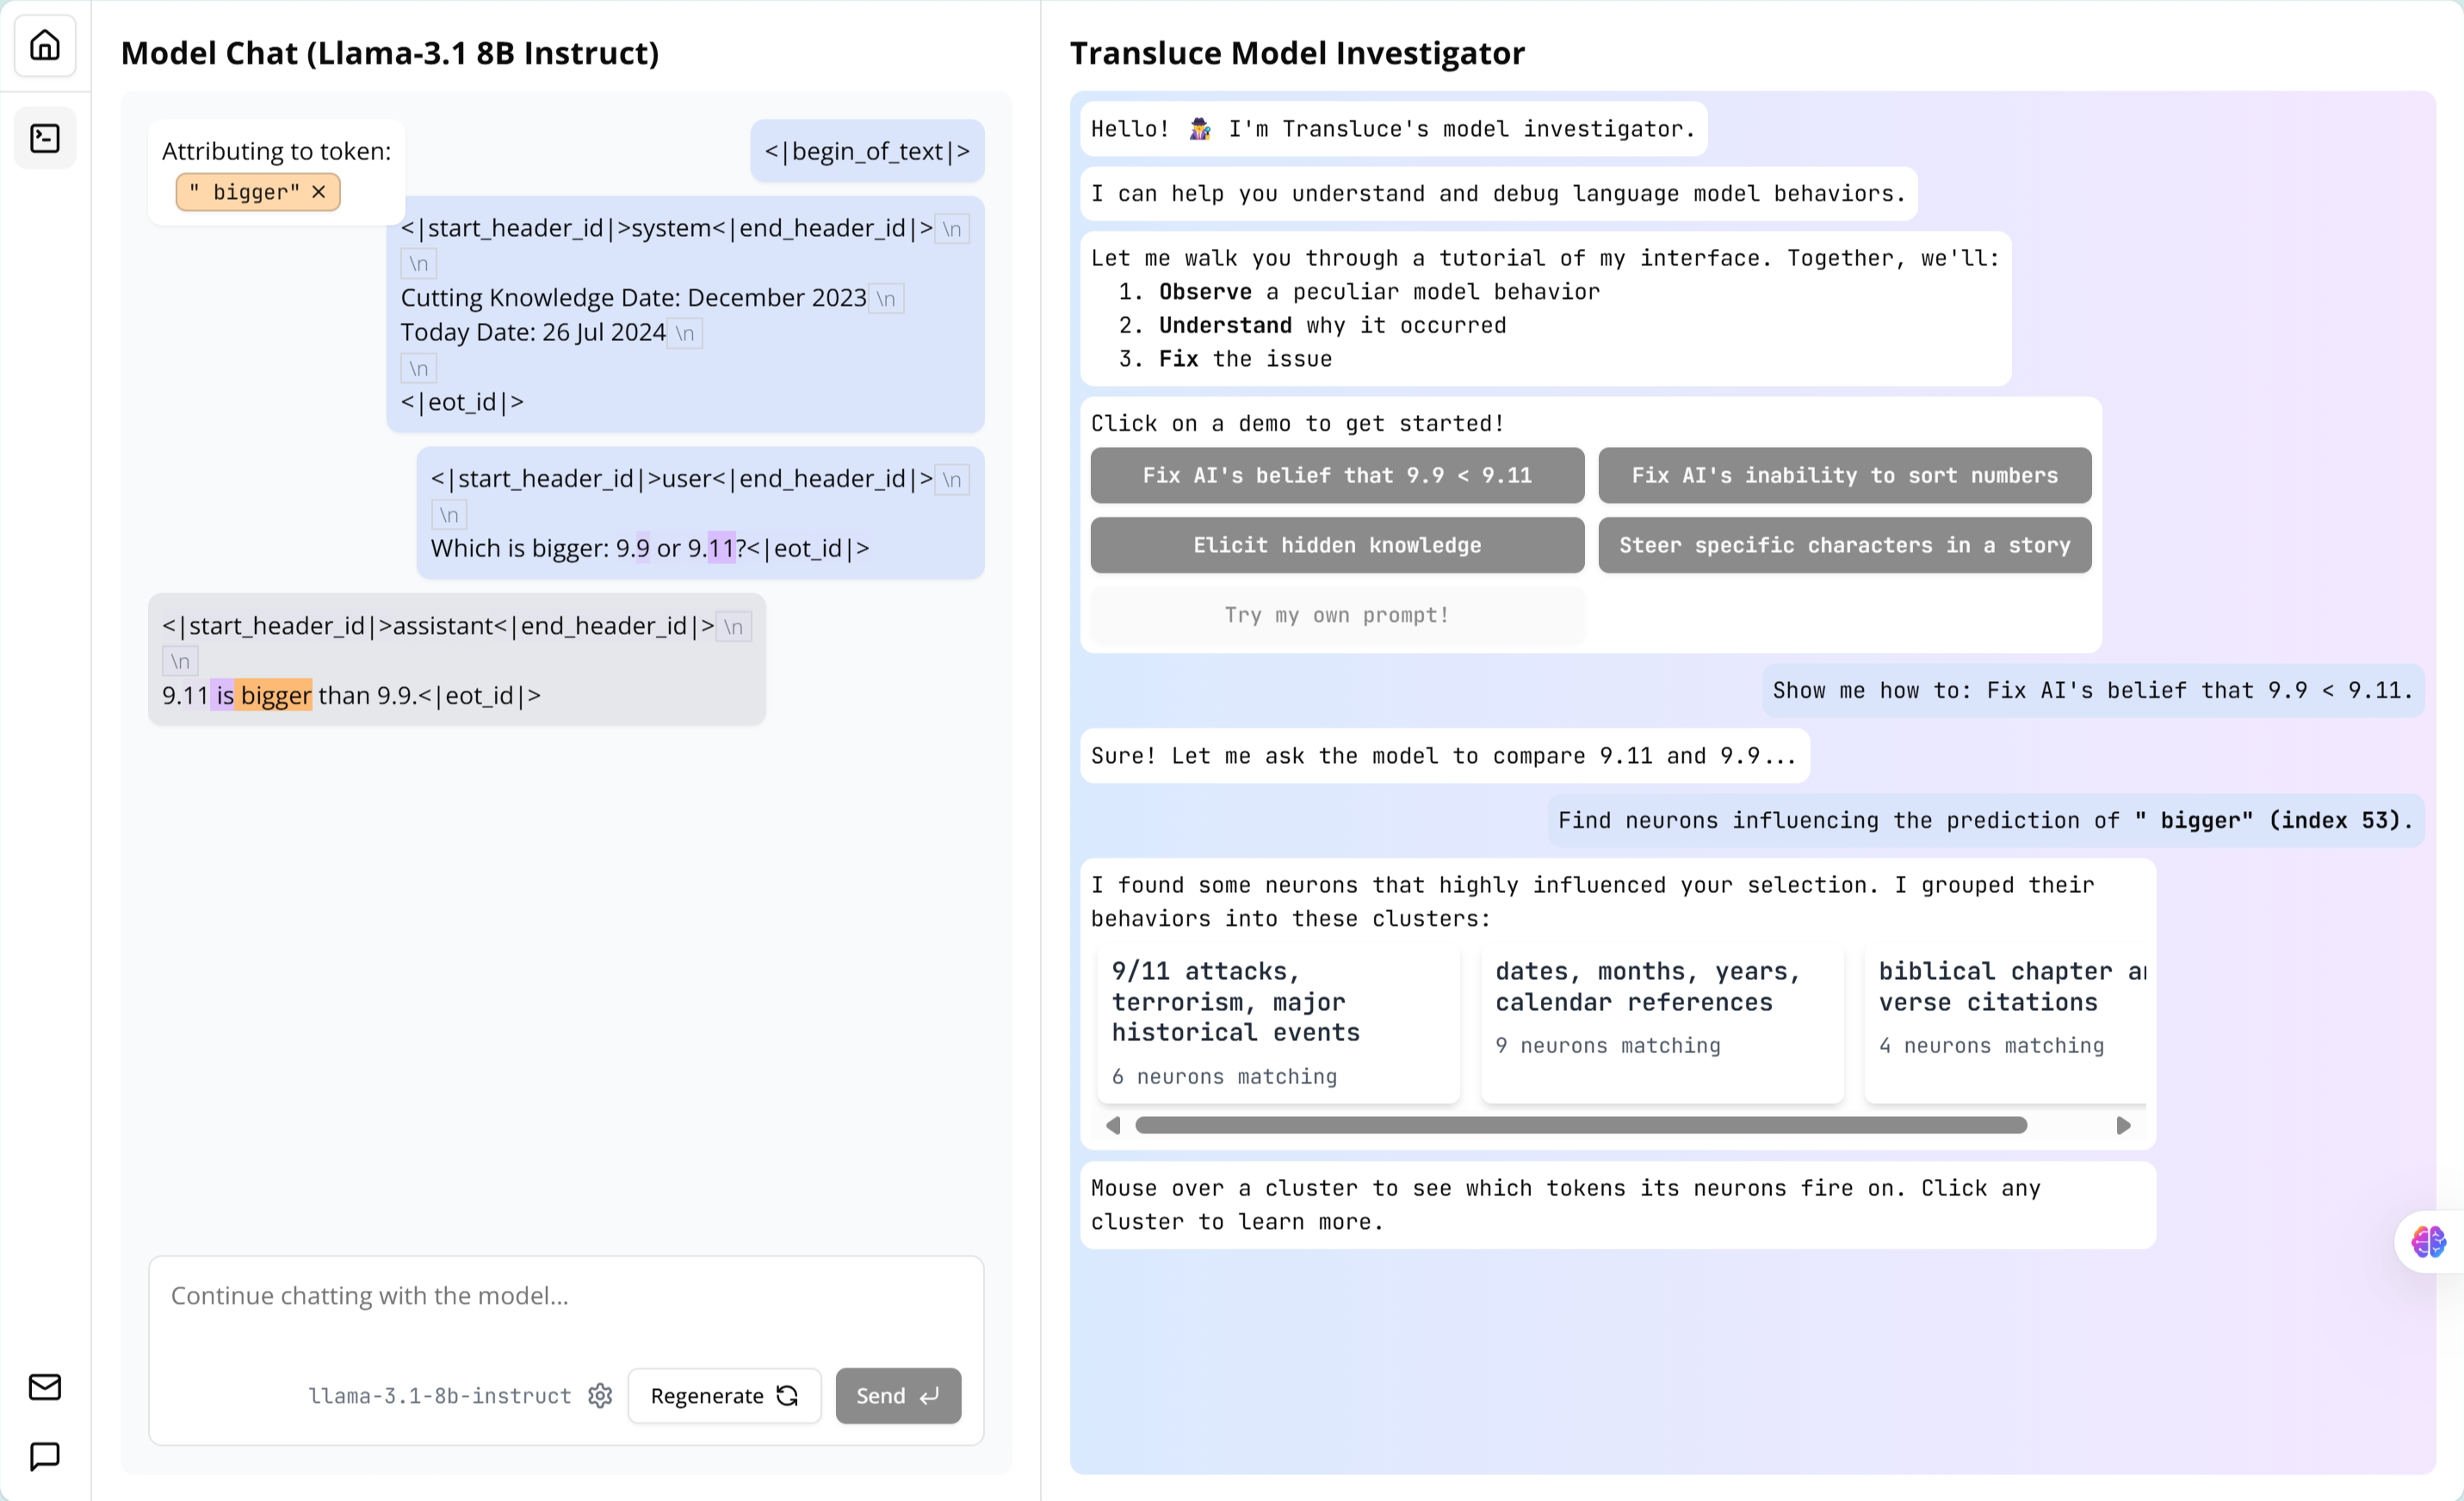 Model Chat (Llama-3.1 8B Instruct)
Attributing to token:
" bigger" ×
<|begin_of_text|>
<|start_header_id|>system<|end_header_id|>\n
\n
Cutting Knowledge Date: December 2023\n
Today Date: 26 Jul 2024\n
\n
<|eot_id|>
<|start_header_id|>user<|end_header_id|>\n
\n
Which is bigger: 9.9 or 9.11?<|eot_id|>
<|start_header_id|>assistant<|end_header_id|>\n
\n
9.11 is bigger than 9.9.<|eot_id|>
Continue chatting with the model...
llama-3.1-8b-instruct
Regenerate
Send
Transluce Model Investigator
Hello! I'm Transluce's model investigator.
I can help you understand and debug language model behaviors.
Let me walk you through a tutorial of my interface. Together, we'll:
1. Observe a peculiar model behavior
2. Understand why it occurred
3. Fix the issue
Click on a demo to get started!
Fix AI's belief that 9.9 < 9.11
Fix AI's inability to sort numbers
Elicit hidden knowledge
Steer specific characters in a story
Try my own prompt!
Show me how to: Fix AI's belief that 9.9 < 9.11.
Sure! Let me ask the model to compare 9.11 and 9.9...
Find neurons influencing the prediction of " bigger" (index 53).
I found some neurons that highly influenced your selection. I grouped their
behaviors into these clusters:
9/11 attacks,
terrorism, major
historical events
6 neurons matching
dates, months, years,
calendar references
9 neurons matching
biblical chapter
verse citations
4 neurons matching
Mouse over a cluster to see which tokens its neurons fire on. Click any
cluster to learn more.